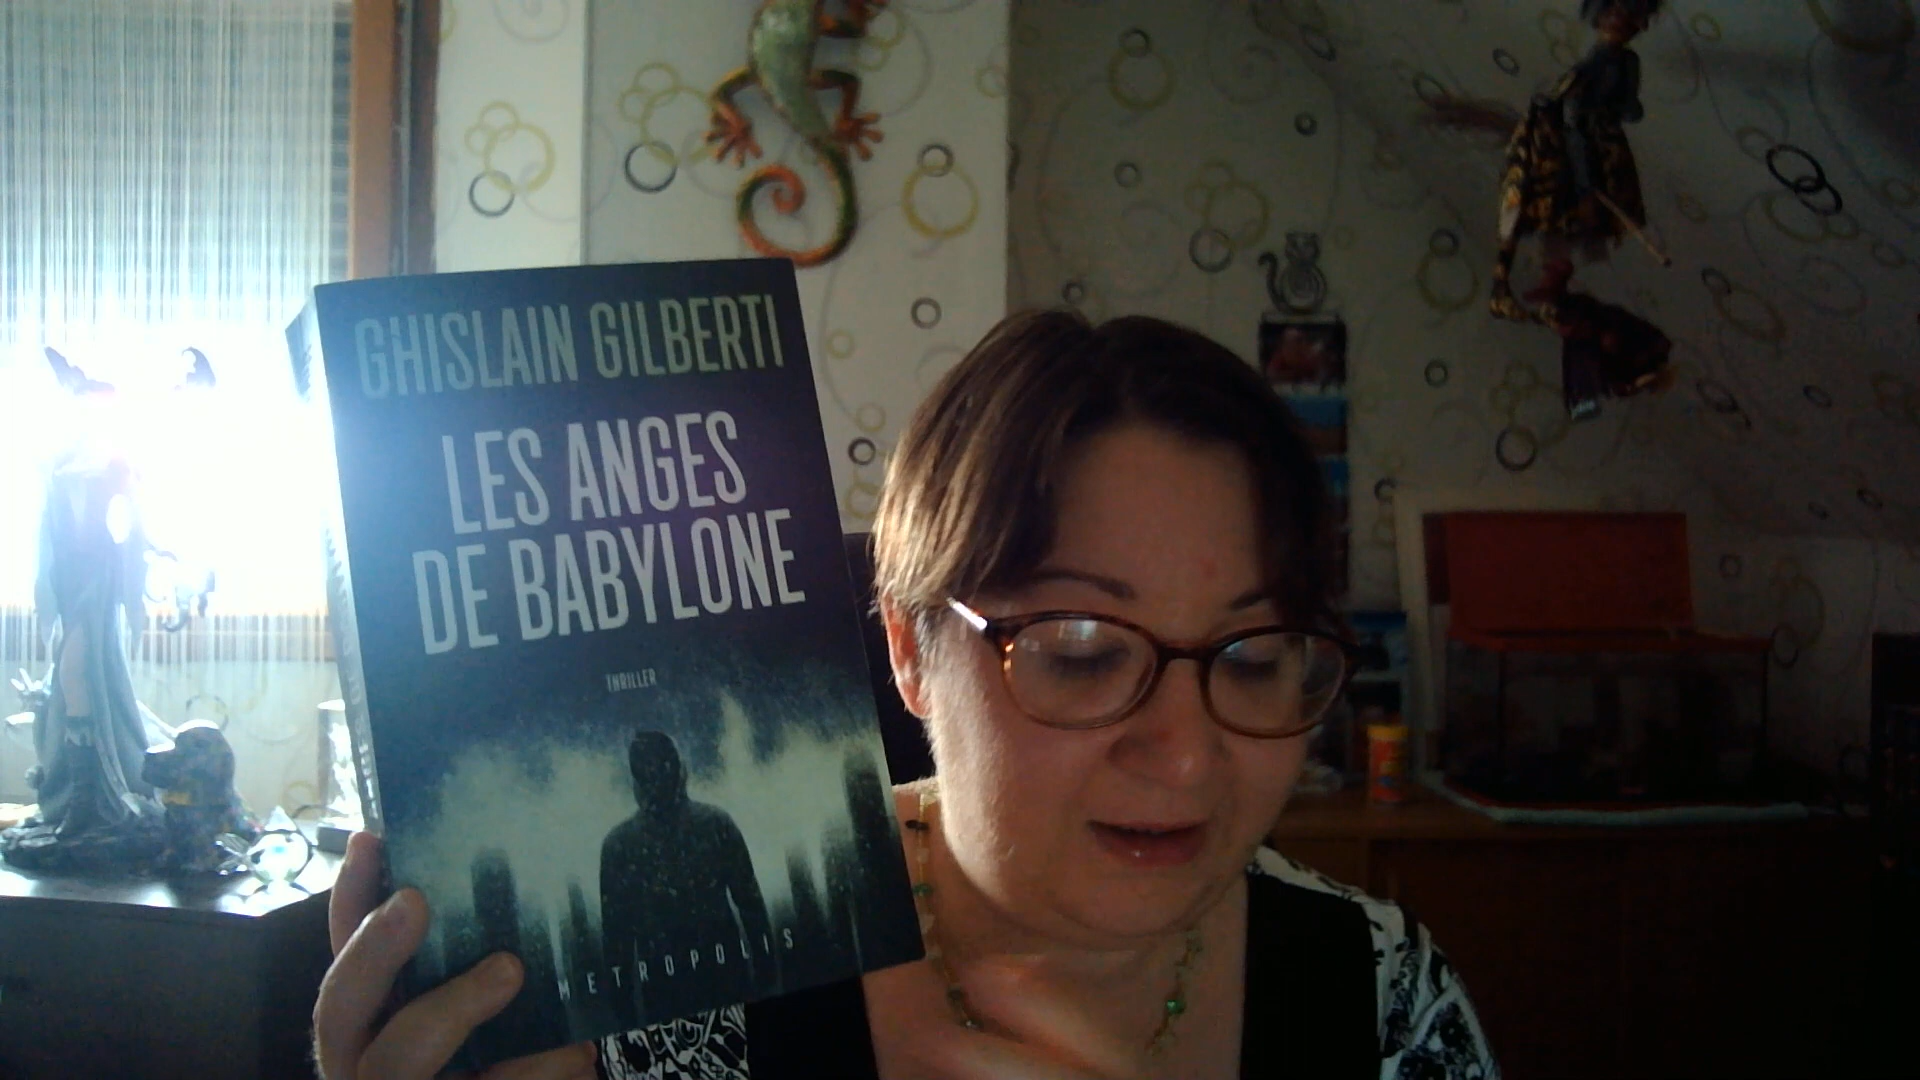 GHISLAIN GILBERTI
LES ANGES
DE BABYLONE
THRILLER
METROPOLIS